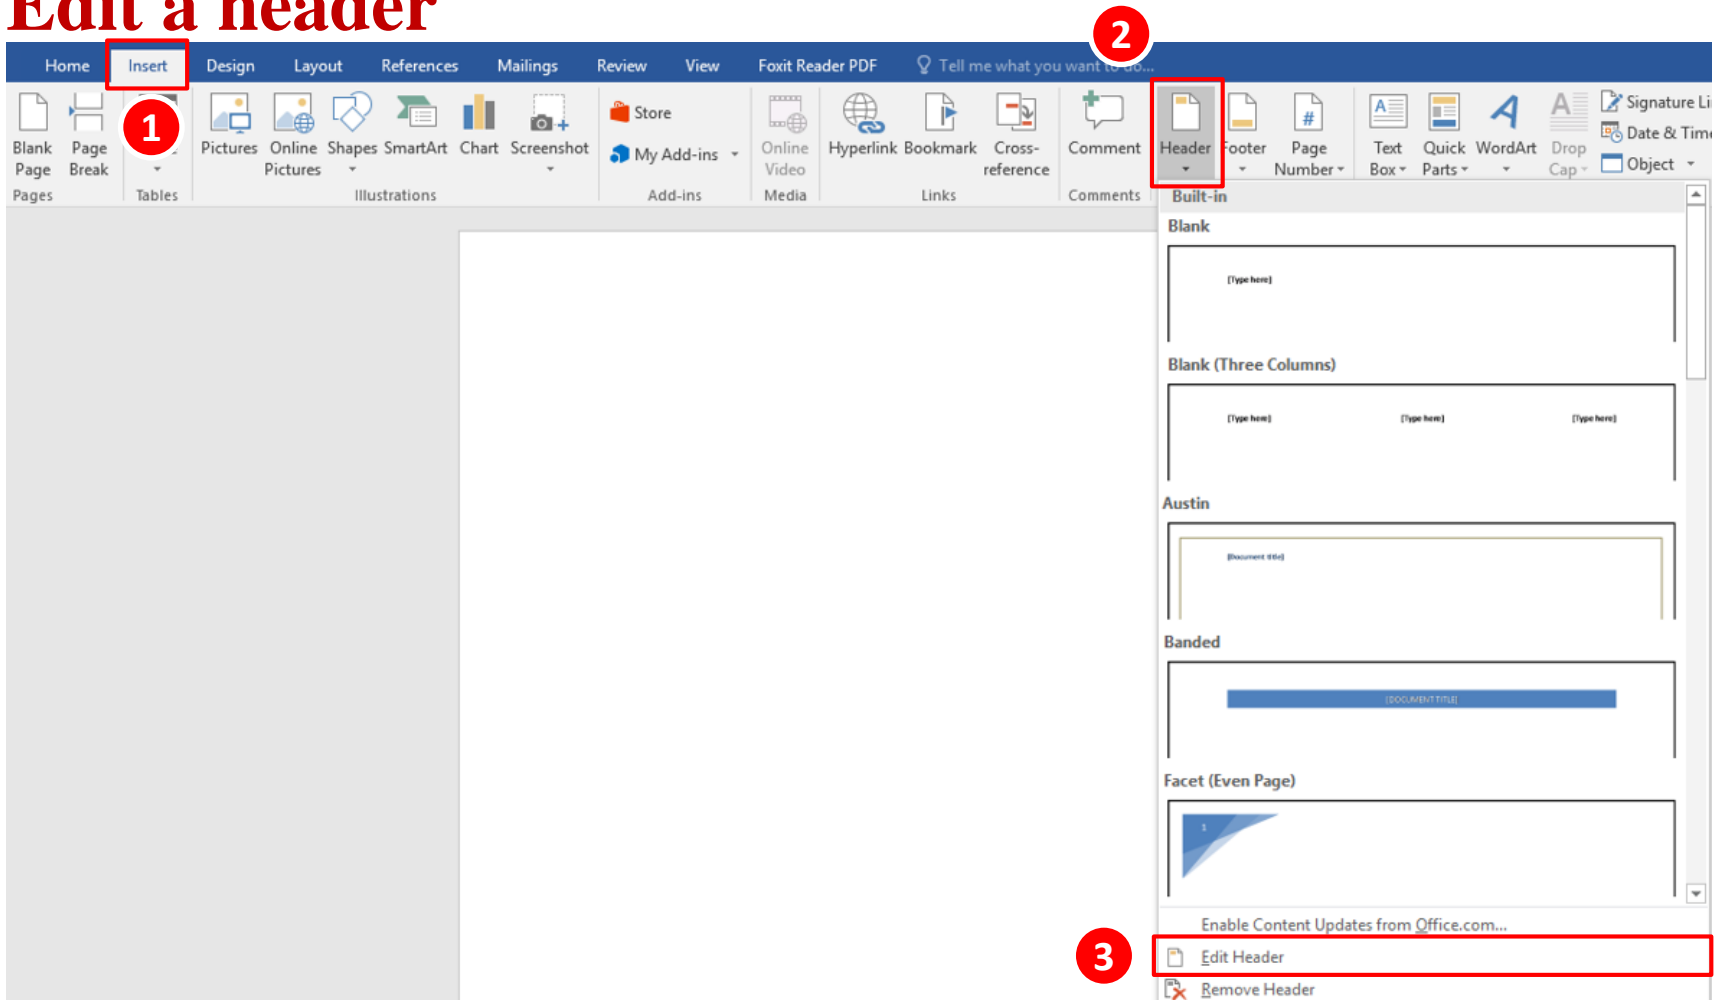 Edit a header
2
Home Insert Design Layout References Mailings Review View Foxit Reader PDF Tell me what you want to do...
1
Blank Page
Page Break
Pictures
Online Pictures
Shapes
SmartArt
Chart
Screenshot
Store
My Add-ins
Online Video
Hyperlink
Bookmark
Cross-reference
Comment
Header
Footer
Page Number
#
Text Box
Quick Parts
WordArt
Drop Cap
Signature Li
Date & Time
Object
Pages Tables Illustrations Add-ins Media Links Comments
Built-in
Blank
[Type here]
Blank (Three Columns)
[Type here] [Type here] [Type here]
Austin
[Document title]
Banded
[DOCUMENT TITLE]
Facet (Even Page)
1
Enable Content Updates from Office.com...
3
Edit Header
Remove Header